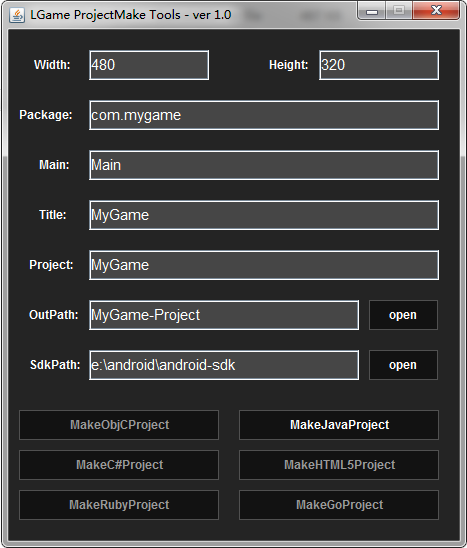 LGame ProjectMake Tools - ver 1.0
Width: 480 Height: 320
Package: com.mygame
Main: Main
Title: MyGame
Project: MyGame
OutPath: MyGame-Project open
SdkPath: e:\android\android-sdk open
MakeObjCProject MakeJavaProject
MakeC#Project MakeHTML5Project
MakeRubyProject MakeGoProject